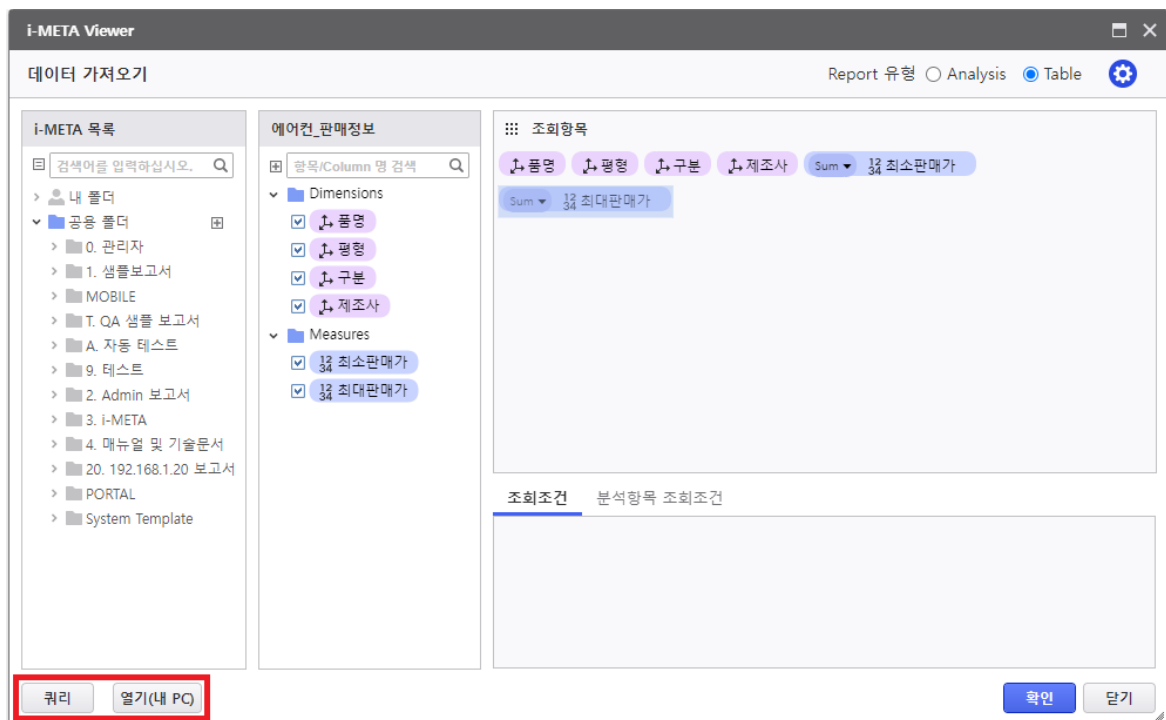 i-META Viewer
데이터 가져오기
Report 유형 Analysis Table
i-META 목록
검색어를 입력하십시오.
내 폴더
공용 폴더
0. 관리자
1. 샘플보고서
MOBILE
T. QA 샘플 보고서
A. 자동 테스트
9. 테스트
2. Admin 보고서
3. i-META
4. 매뉴얼 및 기술문서
20. 192.168.1.20 보고서
PORTAL
System Template
에어컨_판매정보
항목/Column 명 검색
Dimensions
품명
평형
구분
제조사
Measures
12 34 최소판매가
12 34 최대판매가
조회항목
품명 평형 구분 제조사 Sum 12 34 최소판매가
Sum 12 34 최대판매가
조회조건 분석항목 조회조건
쿼리 열기(내 PC) 확인 닫기